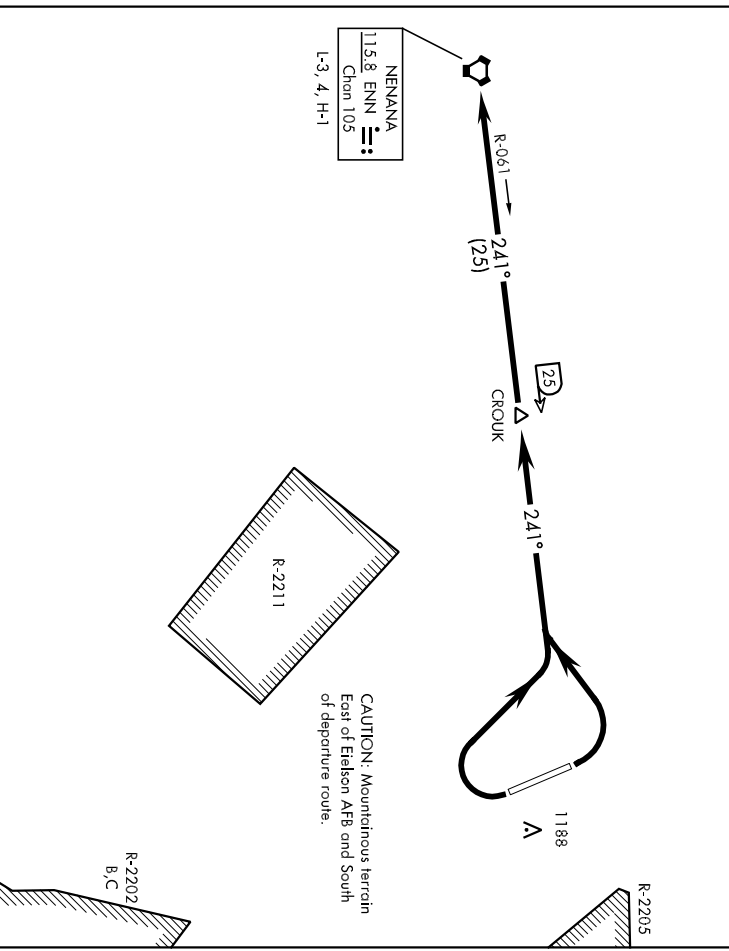 NENANA
115.8 ENN
Chan 105
L-3, 4, H-1
R-061
241°
(25)
25
CROUK
241°
R-2211
CAUTION: Mountainous terrain
East of Eielson AFB and South
of departure route.
1188
R-2205
R-2202
B,C